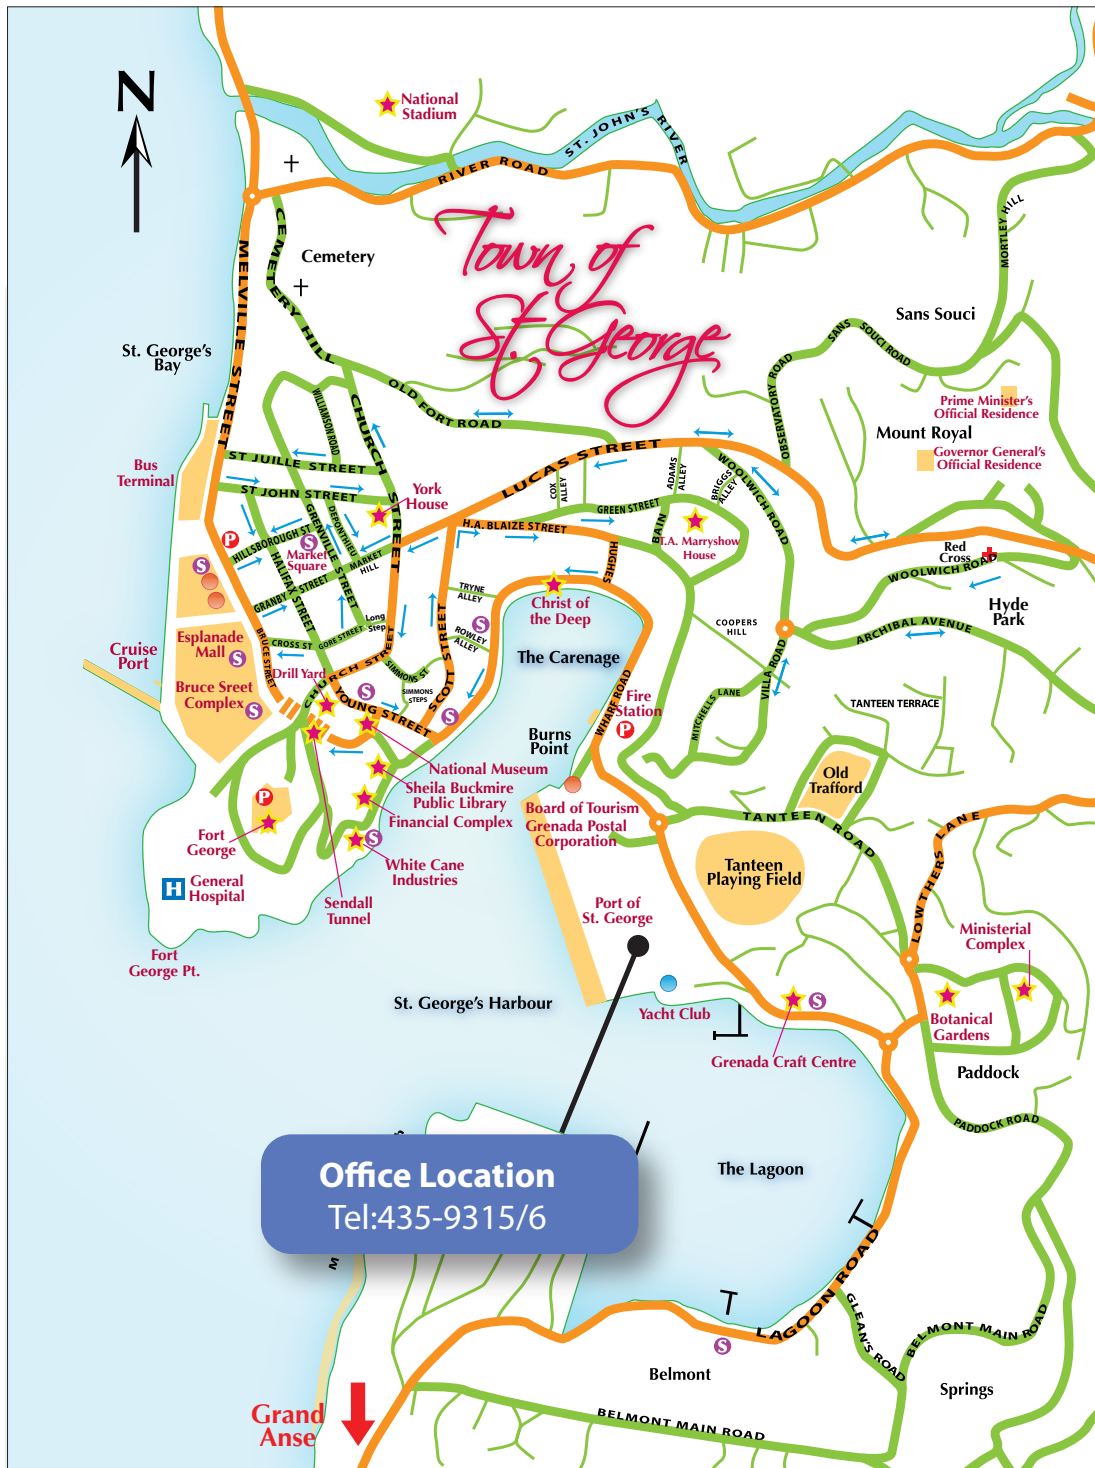 N
National
Stadium
ST. JOHN'S
RIVER
RIVER ROAD
Town of
St. George
CEMETERY HILL
Cemetery
MELVILLE STREET
St. George's
Bay
MORTLEY HILL
Sans Souci
SANS SOUCI ROAD
OBSERVATORY ROAD
Prime Minister's
Official Residence
Mount Royal
Governor General's
Official Residence
OLD FORT ROAD
WILLIAMSON ROAD
CHURCH STREET
LUCAS STREET
WOOLWICH ROAD
Bus
Terminal
ST JUILLE STREET
ST JOHN STREET
York
House
COX
ALLEY
ADAMS
ALLEY
BRIGGS
ALLEY
GREEN STREET
H.A. BLAIZE STREET
BAIN
T.A. Marryshow
House
HUGHES
P
HILLSBOROUGH ST
S
Market
Square
GRENVILLE STREET
DEPONTHIEU
MARKET
HILL
HALIFAX STREET
GRANBY STREET
Red
Cross
WOOLWICH ROAD
Hyde
Park
ARCHIBAL AVENUE
S
TRYNE
ALLEY
Christ of
the Deep
S
ROWLEY
ALLEY
Long
Step
GORE STREET
CROSS ST
BRUCE STREET
COOPERS
HILL
Esplanade
Mall
S
Cruise
Port
Bruce Sreet
Complex
S
Drill Yard
CHURCH STREET
SIMMONS ST.
SIMMONS
STEPS
SCOTT STREET
S
YOUNG STREET
S
The Carenage
Fire
Station
P
WHARF ROAD
MITCHELLS LANE
VILLA ROAD
TANTEEN TERRACE
Burns
Point
National Museum
Sheila Buckmire
Public Library
Financial Complex
Board of Tourism
Grenada Postal
Corporation
Old
Trafford
TANTEEN ROAD
LOWTHERS LANE
P
Fort
George
S
White Cane
Industries
H
General
Hospital
Sendall
Tunnel
Tanteen
Playing Field
Port of
St. George
Ministerial
Complex
Fort
George Pt.
St. George's Harbour
Yacht Club
S
Botanical
Gardens
Grenada Craft Centre
Paddock
PADDOCK ROAD
Office Location
Tel:435-9315/6
The Lagoon
M
LAGOON ROAD
GLEAN'S ROAD
BELMONT MAIN ROAD
S
Belmont
Springs
Grand
Anse
BELMONT MAIN ROAD